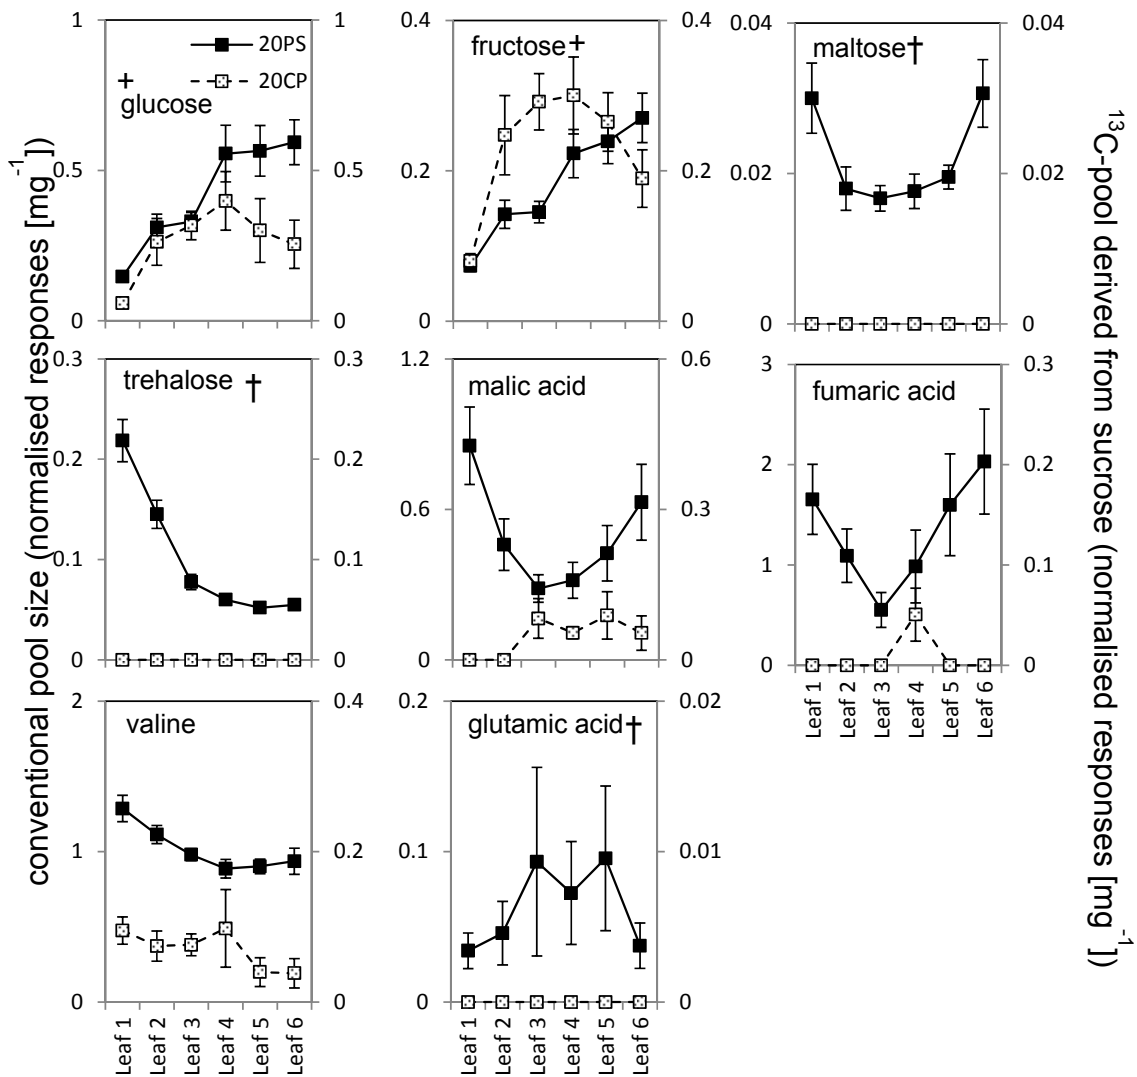 conventional pool size (normalised responses [mg-1])
13C-pool derived from sucrose (normalised responses [mg-1])
20PS
20CP
+
glucose
1
0.5
0
1
0.5
0
fructose+
0.4
0.2
0
0.4
0.2
0
maltose†
0.04
0.02
0
0.04
0.02
0
trehalose †
0.3
0.2
0.1
0
0.3
0.2
0.1
0
malic acid
1.2
0.6
0
0.6
0.3
0
fumaric acid
3
2
1
0
0.3
0.2
0.1
0
Leaf 1
Leaf 2
Leaf 3
Leaf 4
Leaf 5
Leaf 6
valine
2
1
0
0.4
0.2
0
Leaf 1
Leaf 2
Leaf 3
Leaf 4
Leaf 5
Leaf 6
glutamic acid†
0.2
0.1
0
0.02
0.01
0
Leaf 1
Leaf 2
Leaf 3
Leaf 4
Leaf 5
Leaf 6